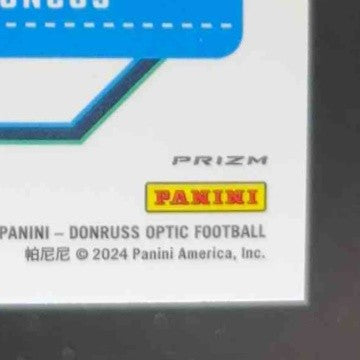 PRIZM
PANINI
PANINI – DONRUSS OPTIC FOOTBALL
帕尼尼 © 2024 Panini America, Inc.